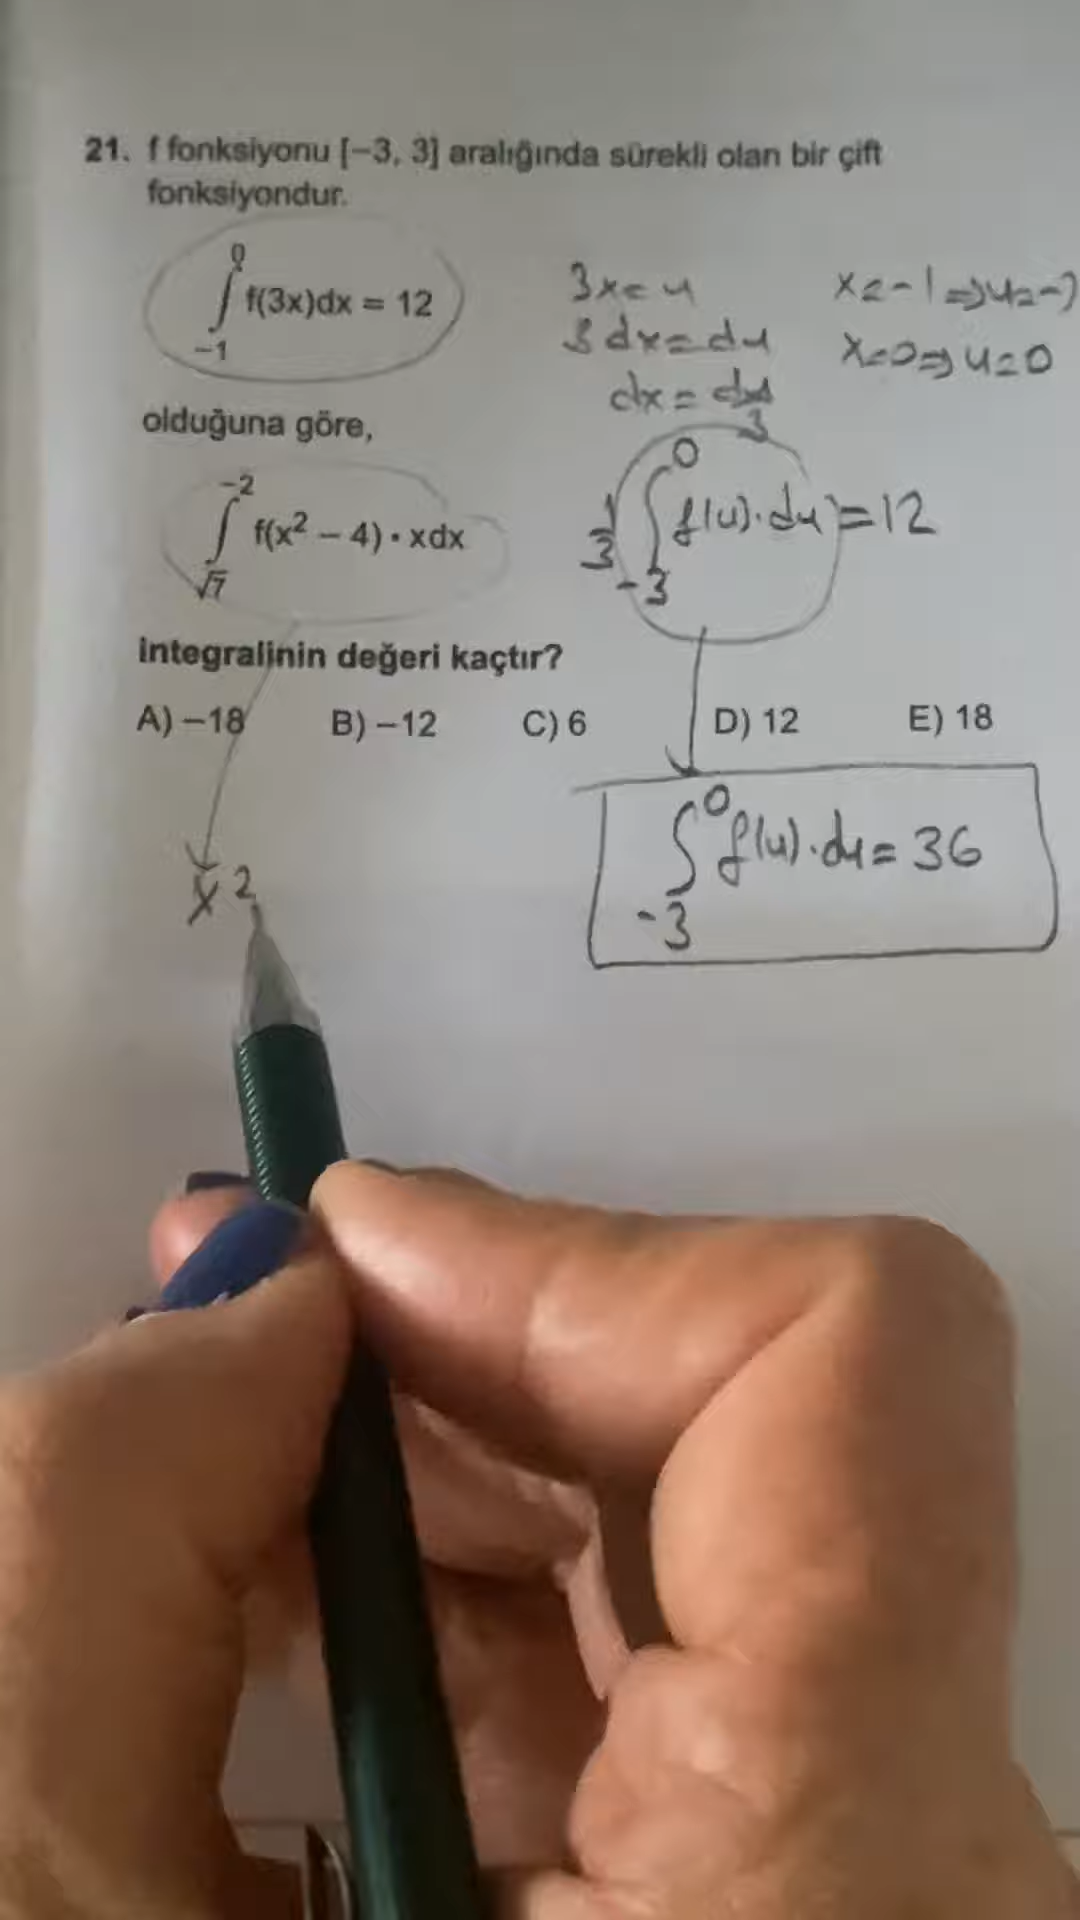 21. f fonksiyonu [−3, 3] aralığında sürekli olan bir çift
fonksiyondur.
0
∫ f(3x)dx = 12
−1
3x=u
3dx=du
dx=du/3
x=-1=>u=-3
x=0=>u=0
olduğuna göre,
−2
∫ f(x² − 4) • xdx
√7
0
1/3 ∫ f(u).du=12
-3
integralinin değeri kaçtır?
A) −18 B) −12 C) 6 D) 12 E) 18
0
∫ f(u).du=36
-3
x²